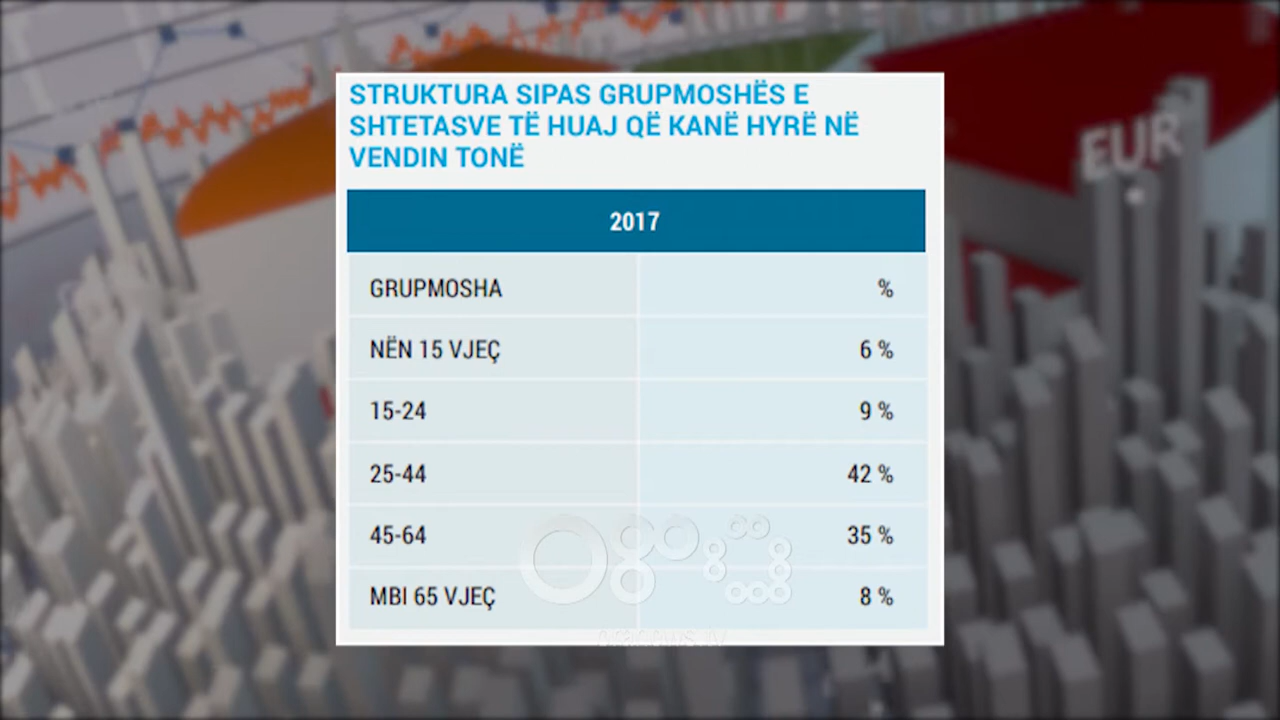 STRUKTURA SIPAS GRUPMOSHËS E
SHTETASVE TË HUAJ QË KANË HYRË NË
VENDIN TONË
EUR
2017
GRUPMOSHA %
NËN 15 VJEÇ 6 %
15-24 9 %
25-44 42 %
45-64 35 %
MBI 65 VJEÇ 8 %